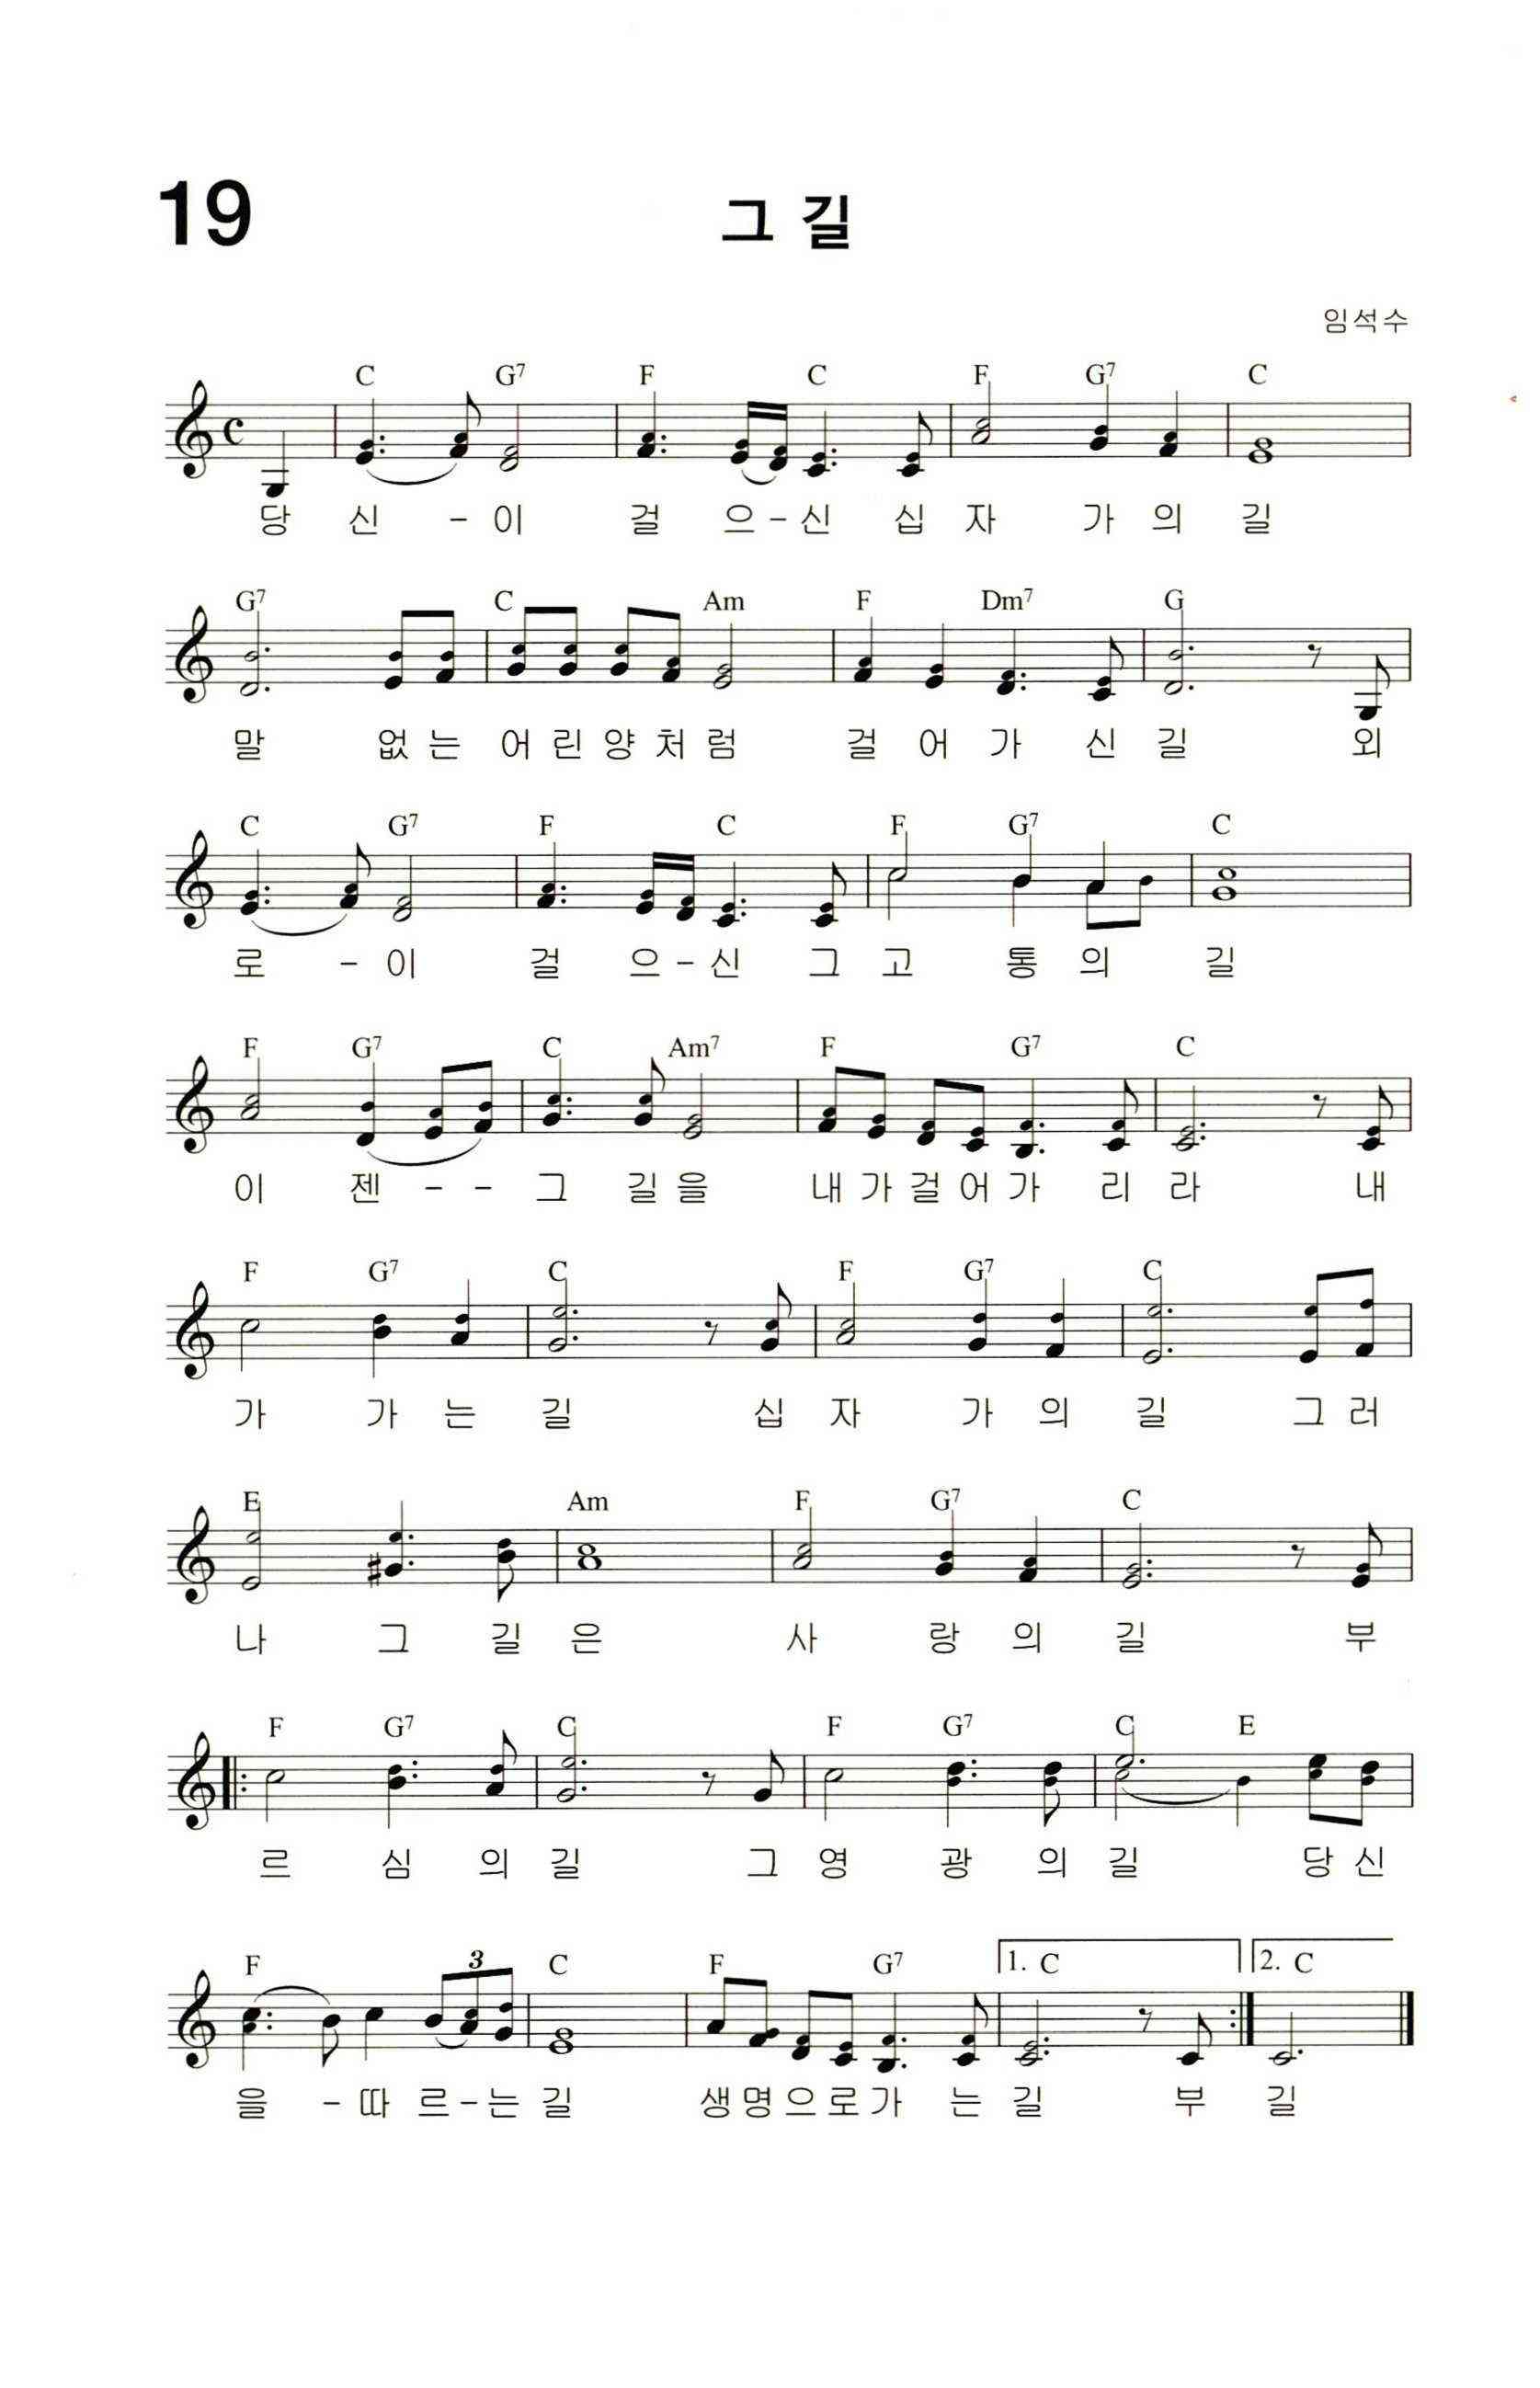 19
그 길
임석수
C G7 F C F G7 C
당 신 - 이 걸 으 - 신 십 자 가 의 길
G7 C Am F Dm7 G
말 없 는 어 린 양 처 럼 걸 어 가 신 길 외
C G7 F C F G7 C
로 - 이 걸 으 - 신 그 고 통 의 길
F G7 C Am7 F G7 C
이 젠 - - 그 길 을 내 가 걸 어 가 리 라 내
F G7 C F G7 C
가 가 는 길 십 자 가 의 길 그 러
E Am F G7 C
나 그 길 은 사 랑 의 길 부
F G7 C F G7 C E
르 심 의 길 그 영 광 의 길 당 신
3
F C F G7 1. C 2. C
을 - 따 르 - 는 길 생 명 으 로 가 는 길 부 길